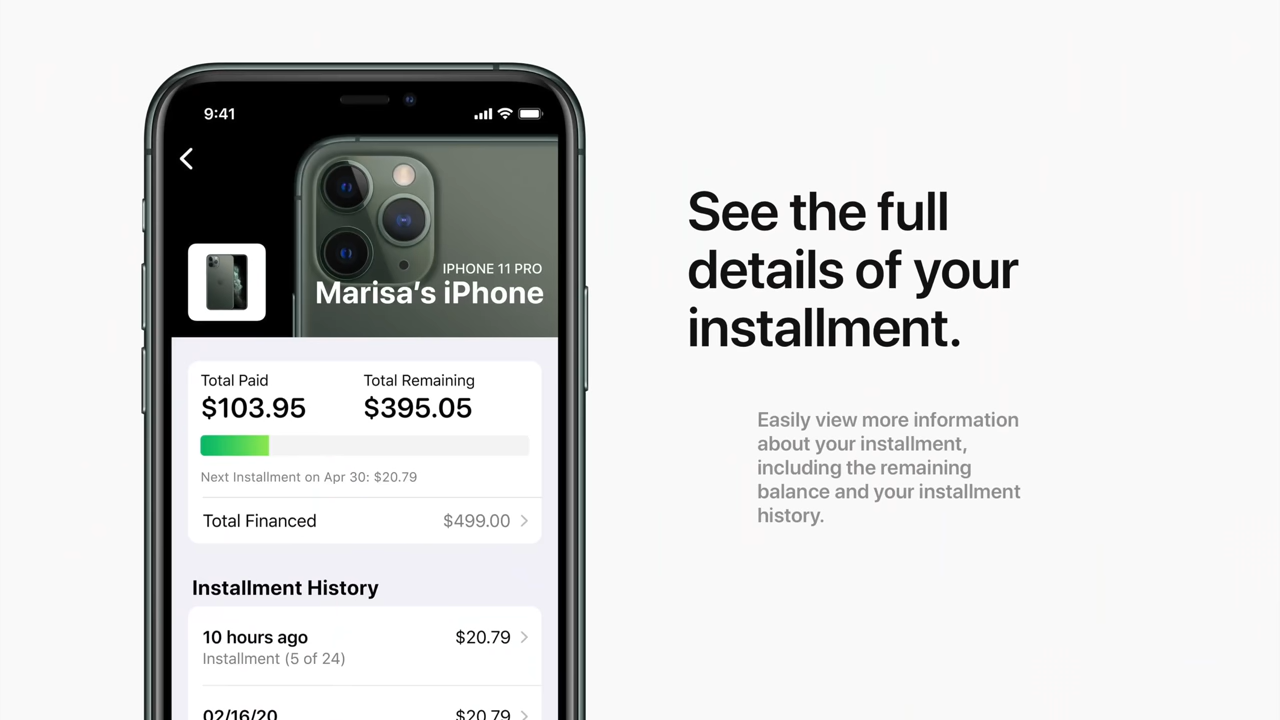 9:41
IPHONE 11 PRO
Marisa’s iPhone
Total Paid
Total Remaining
$103.95
$395.05
Next Installment on Apr 30: $20.79
Total Financed
$499.00
Installment History
10 hours ago
$20.79
Installment (5 of 24)
02/16/20
$20.79
See the full
details of your
installment.
Easily view more information
about your installment,
including the remaining
balance and your installment
history.